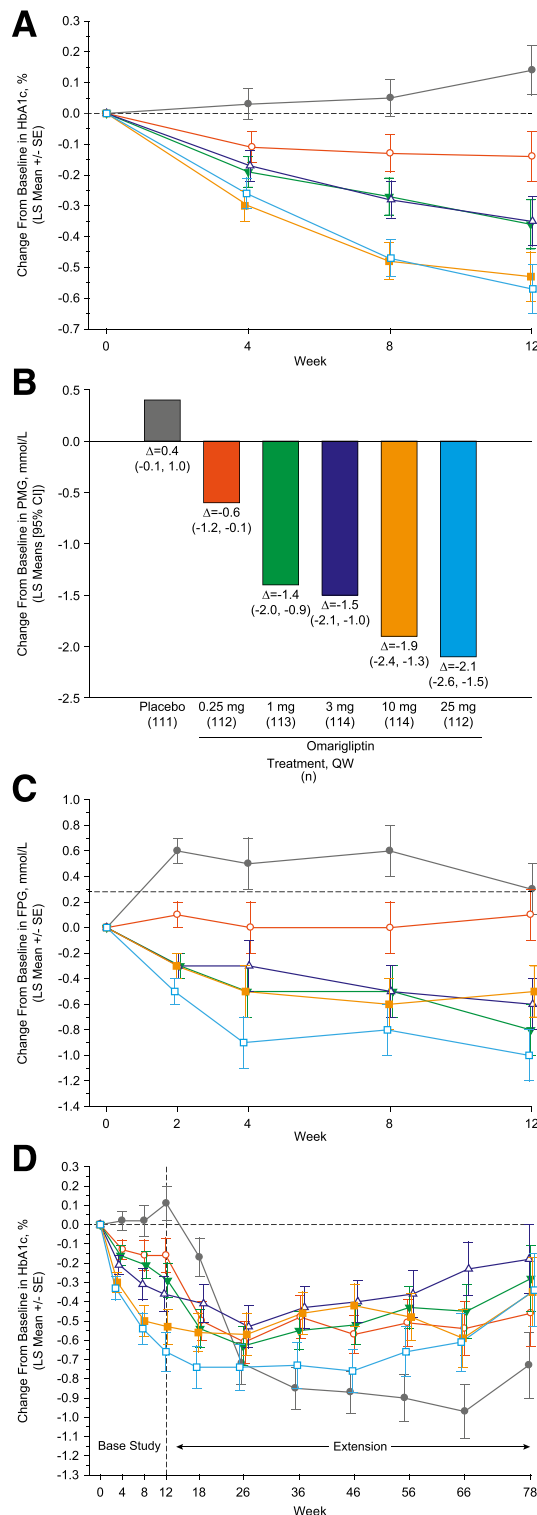 A
Change From Baseline in HbA1c, %
(LS Mean +/- SE)
0.3
0.2
0.1
0.0
-0.1
-0.2
-0.3
-0.4
-0.5
-0.6
-0.7
0 4 8 12
Week
B
Change From Baseline in PMG, mmol/L
(LS Means [95% CI])
0.5
0.0
-0.5
-1.0
-1.5
-2.0
-2.5
Δ=0.4
(-0.1, 1.0)
Δ=-0.6
(-1.2, -0.1)
Δ=-1.4
(-2.0, -0.9)
Δ=-1.5
(-2.1, -1.0)
Δ=-1.9
(-2.4, -1.3)
Δ=-2.1
(-2.6, -1.5)
Placebo 0.25 mg 1 mg 3 mg 10 mg 25 mg
(111) (112) (113) (114) (114) (112)
Omarigliptin
Treatment, QW
(n)
C
Change From Baseline in FPG, mmol/L
(LS Mean +/- SE)
1.0
0.8
0.6
0.4
0.2
0.0
-0.2
-0.4
-0.6
-0.8
-1.0
-1.2
-1.4
0 2 4 8 12
Week
D
Change From Baseline in HbA1c, %
(LS Mean +/- SE)
0.3
0.2
0.1
0.0
-0.1
-0.2
-0.3
-0.4
-0.5
-0.6
-0.7
-0.8
-0.9
-1.0
-1.1
-1.2
-1.3
Base Study Extension
0 4 8 12 18 26 36 46 56 66 78
Week